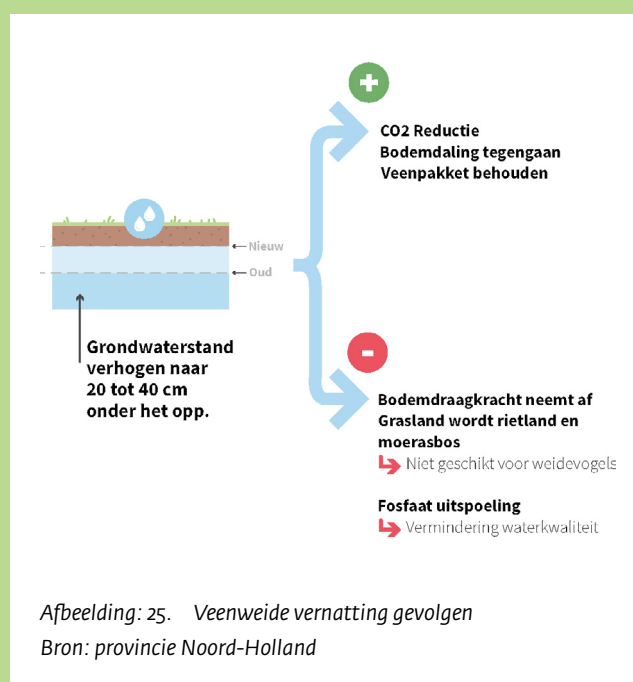 +
CO2 Reductie
Bodemdaling tegengaan
Veenpakket behouden
Nieuw
Oud
Grondwaterstand
verhogen naar
20 tot 40 cm
onder het opp.
-
Bodemdraagkracht neemt af
Grasland wordt rietland en
moerasbos
Niet geschikt voor weidevogels
Fosfaat uitspoeling
Vermindering waterkwaliteit
Afbeelding: 25. Veenweide vernatting gevolgen
Bron: provincie Noord-Holland